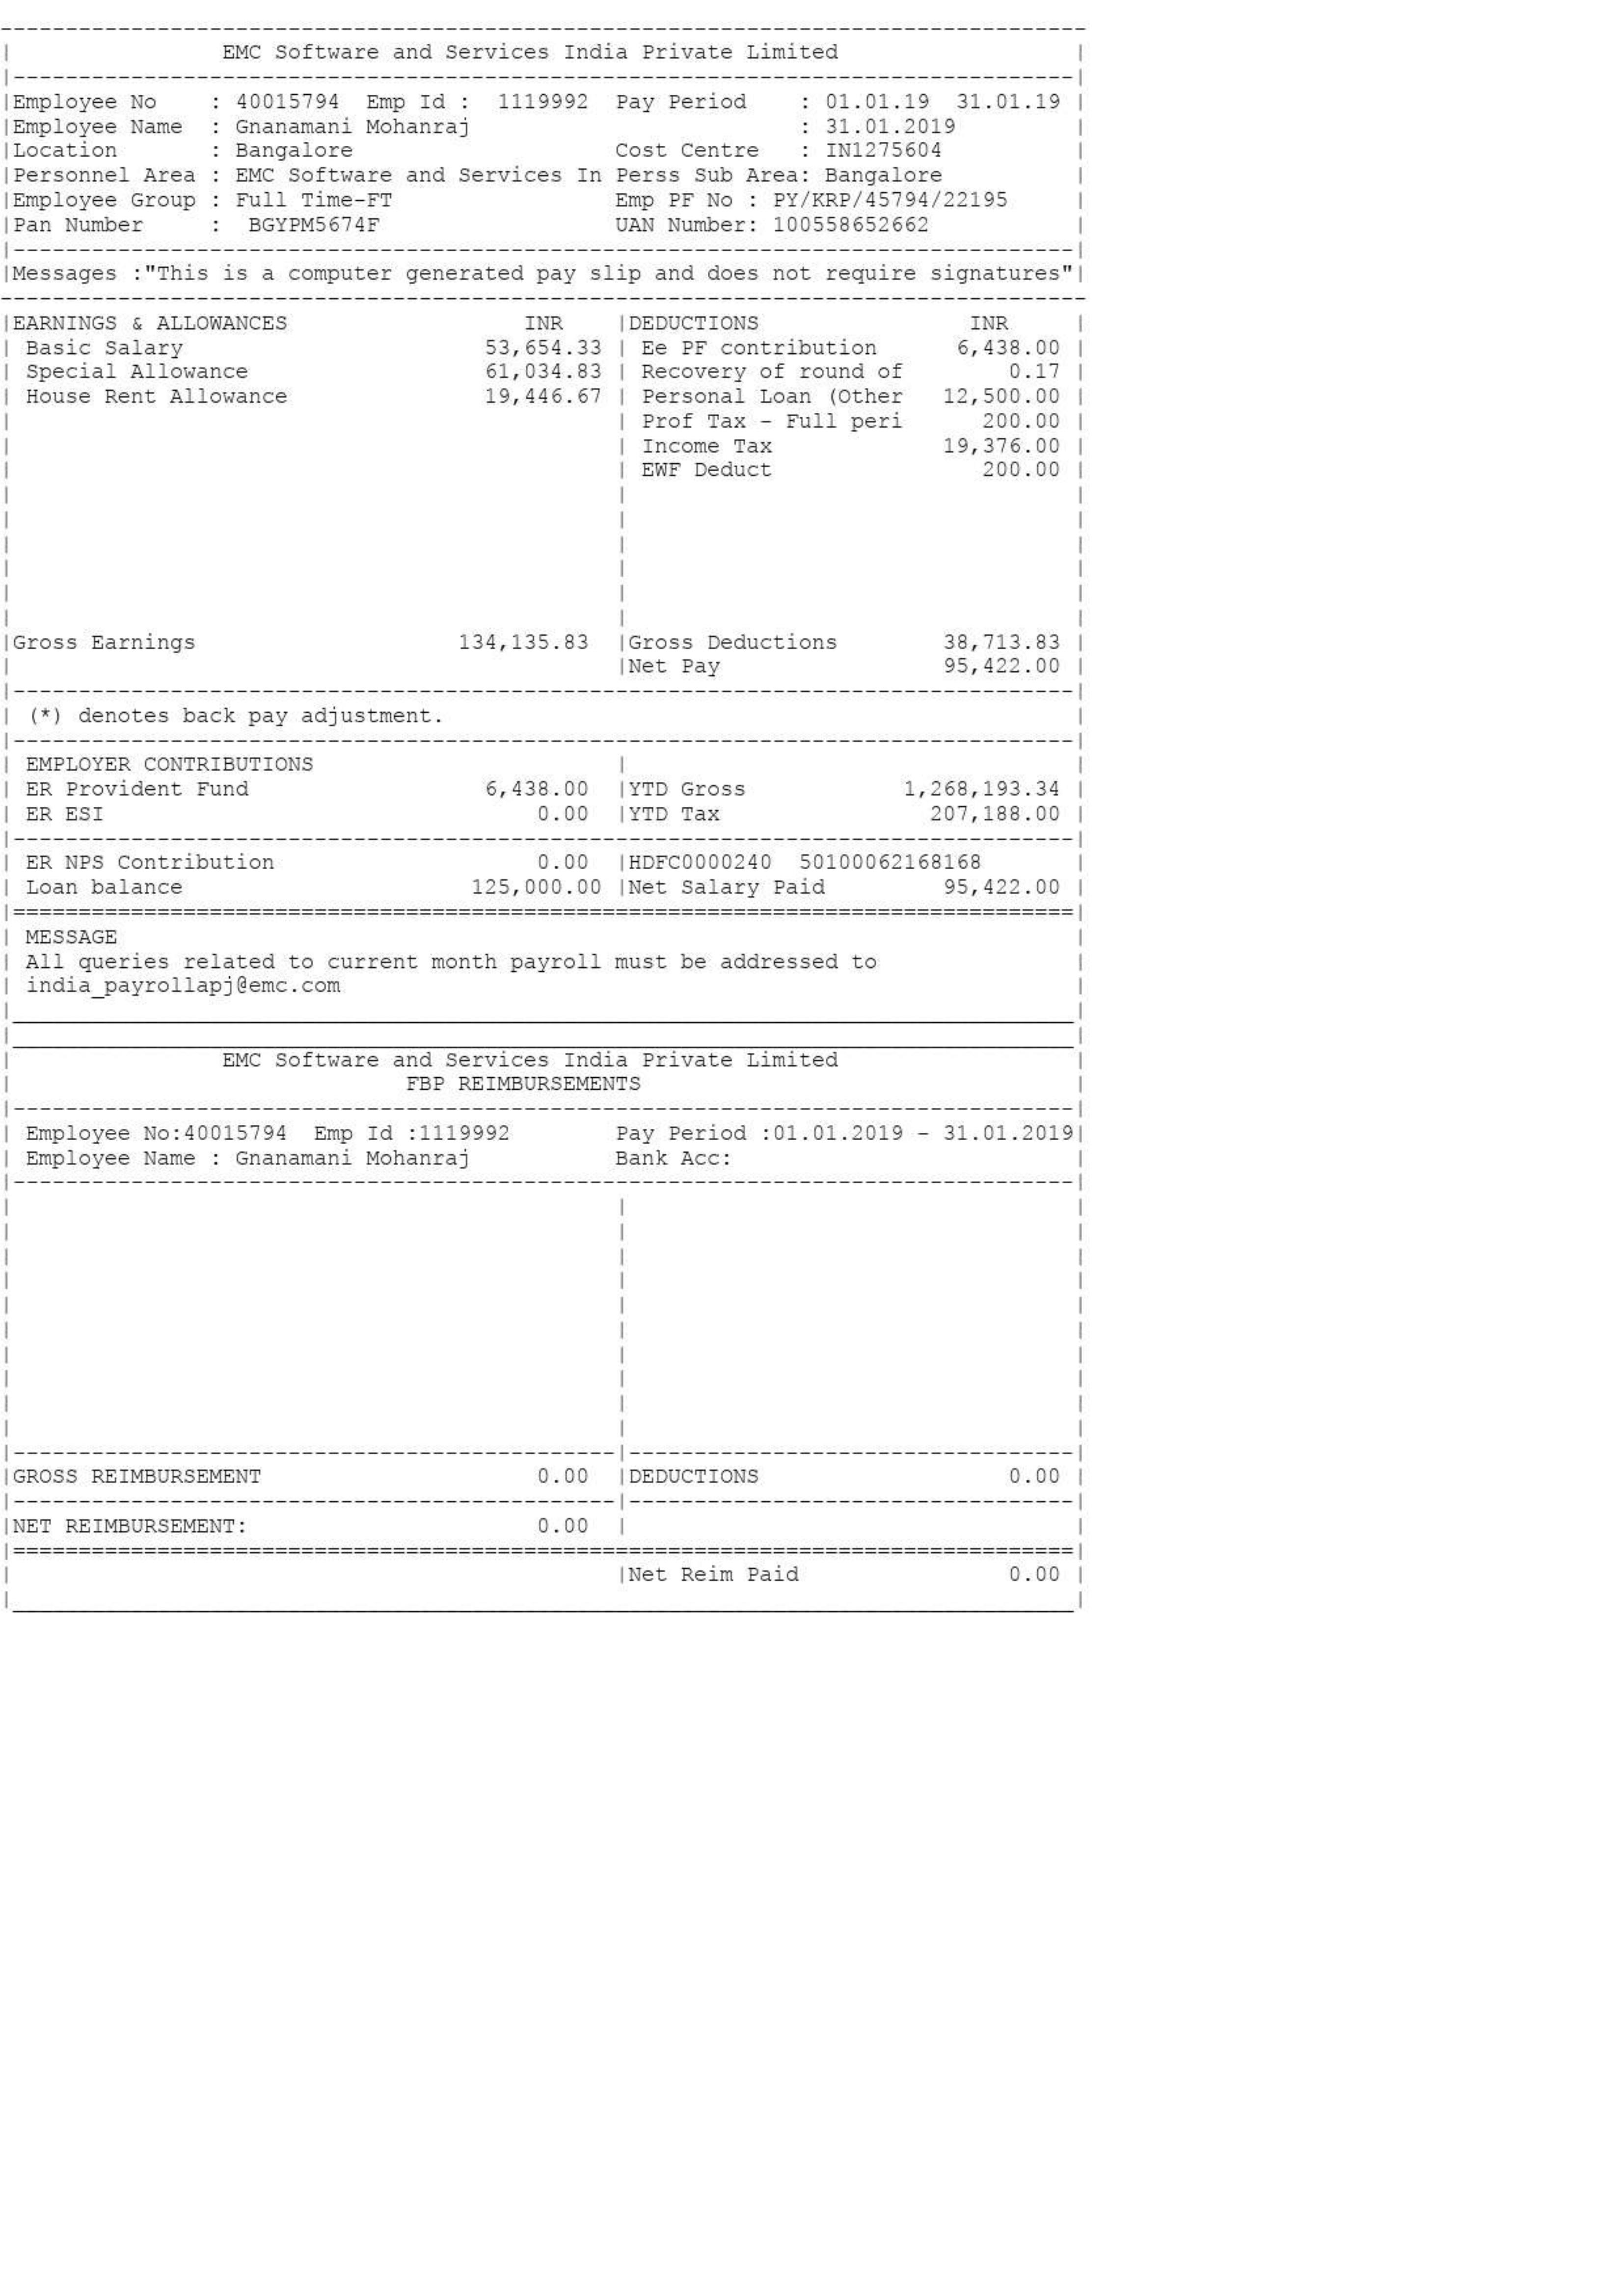 EMC Software and Services India Private Limited
Employee No : 40015794 Emp Id : 1119992 Pay Period : 01.01.19 31.01.19
Employee Name : Gnanamani Mohanraj : 31.01.2019
Location : Bangalore Cost Centre : IN1275604
Personnel Area : EMC Software and Services In Perss Sub Area: Bangalore
Employee Group : Full Time-FT Emp PF No : PY/KRP/45794/22195
Pan Number : BGYPM5674F UAN Number: 100558652662
Messages :"This is a computer generated pay slip and does not require signatures"
EARNINGS & ALLOWANCES INR |DEDUCTIONS INR
Basic Salary 53,654.33 | Ee PF contribution 6,438.00
Special Allowance 61,034.83 | Recovery of round of 0.17
House Rent Allowance 19,446.67 | Personal Loan (Other 12,500.00
Prof Tax - Full peri 200.00
Income Tax 19,376.00
EWF Deduct 200.00
Gross Earnings 134,135.83 |Gross Deductions 38,713.83
Net Pay 95,422.00
(*) denotes back pay adjustment.
EMPLOYER CONTRIBUTIONS
ER Provident Fund 6,438.00 |YTD Gross 1,268,193.34
ER ESI 0.00 |YTD Tax 207,188.00
ER NPS Contribution 0.00 |HDFC0000240 50100062168168
Loan balance 125,000.00 |Net Salary Paid 95,422.00
MESSAGE
All queries related to current month payroll must be addressed to
india_payrollapj@emc.com
EMC Software and Services India Private Limited
FBP REIMBURSEMENTS
Employee No:40015794 Emp Id :1119992 Pay Period :01.01.2019 - 31.01.2019
Employee Name : Gnanamani Mohanraj Bank Acc:
GROSS REIMBURSEMENT 0.00 |DEDUCTIONS 0.00
NET REIMBURSEMENT: 0.00
Net Reim Paid 0.00